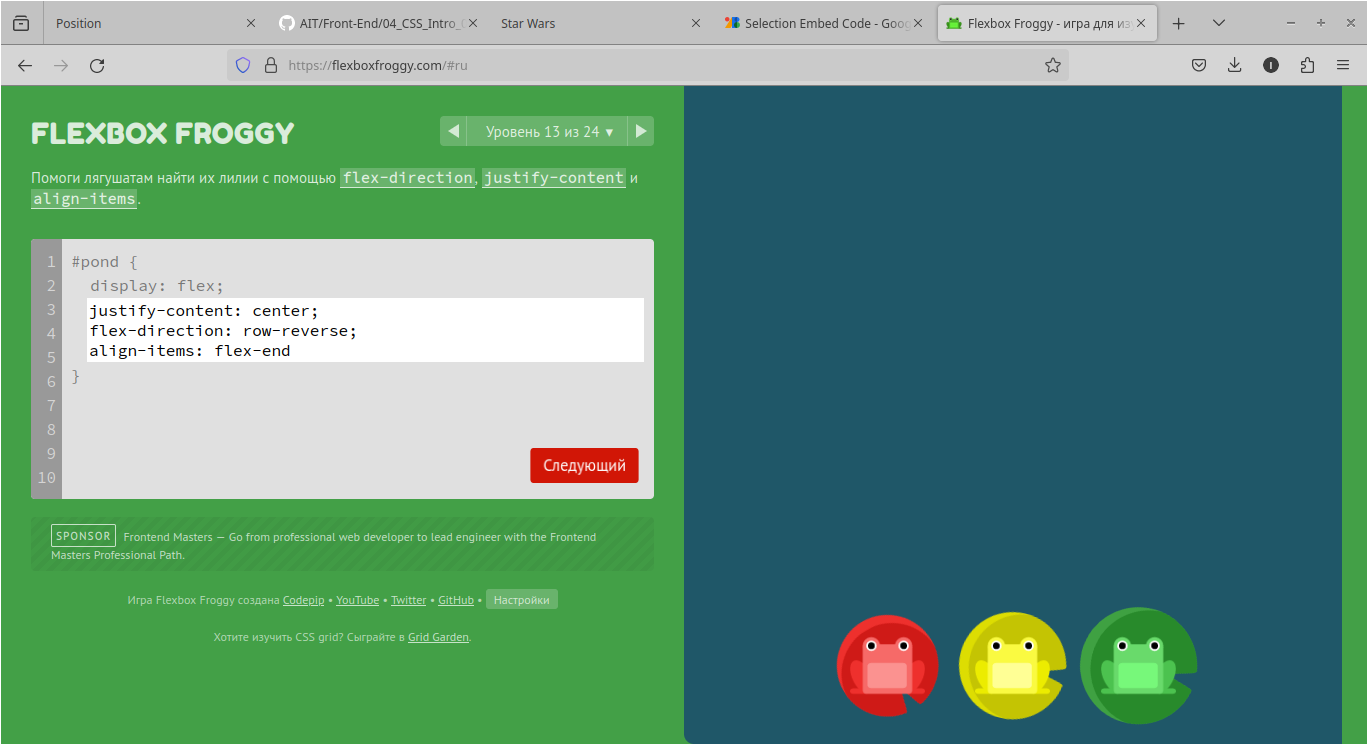 Position
AIT/Front-End/04_CSS_Intro_
Star Wars
Selection Embed Code - Goog
Flexbox Froggy - игра для из
https://flexboxfroggy.com/#ru
FLEXBOX FROGGY
Уровень 13 из 24 ▾
Помоги лягушатам найти их лилии с помощью flex-direction, justify-content и
align-items.
1 #pond {
2 display: flex;
3 justify-content: center;
4 flex-direction: row-reverse;
5 align-items: flex-end
6 }
7
8
9
10
Следующий
SPONSOR Frontend Masters — Go from professional web developer to lead engineer with the Frontend
Masters Professional Path.
Игра Flexbox Froggy создана Codepip • YouTube • Twitter • GitHub • Настройки
Хотите изучить CSS grid? Сыграйте в Grid Garden.